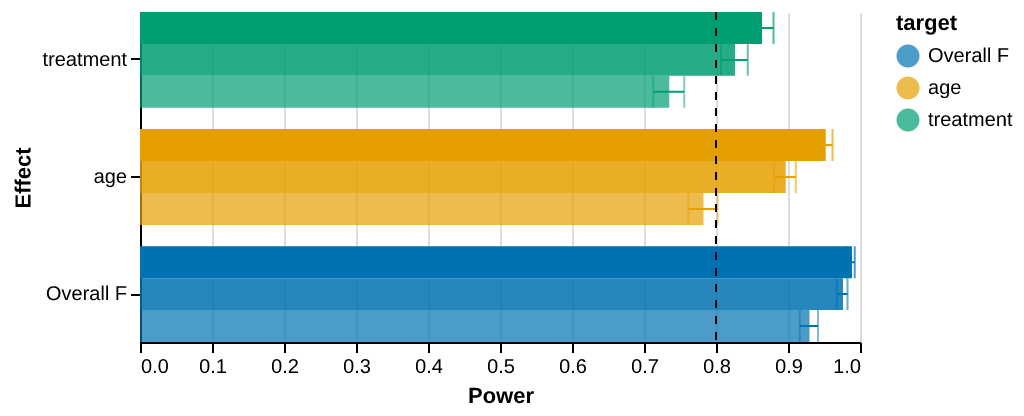 treatment
age
Overall F
Effect
0.0 0.1 0.2 0.3 0.4 0.5 0.6 0.7 0.8 0.9 1.0
Power
target
Overall F
age
treatment